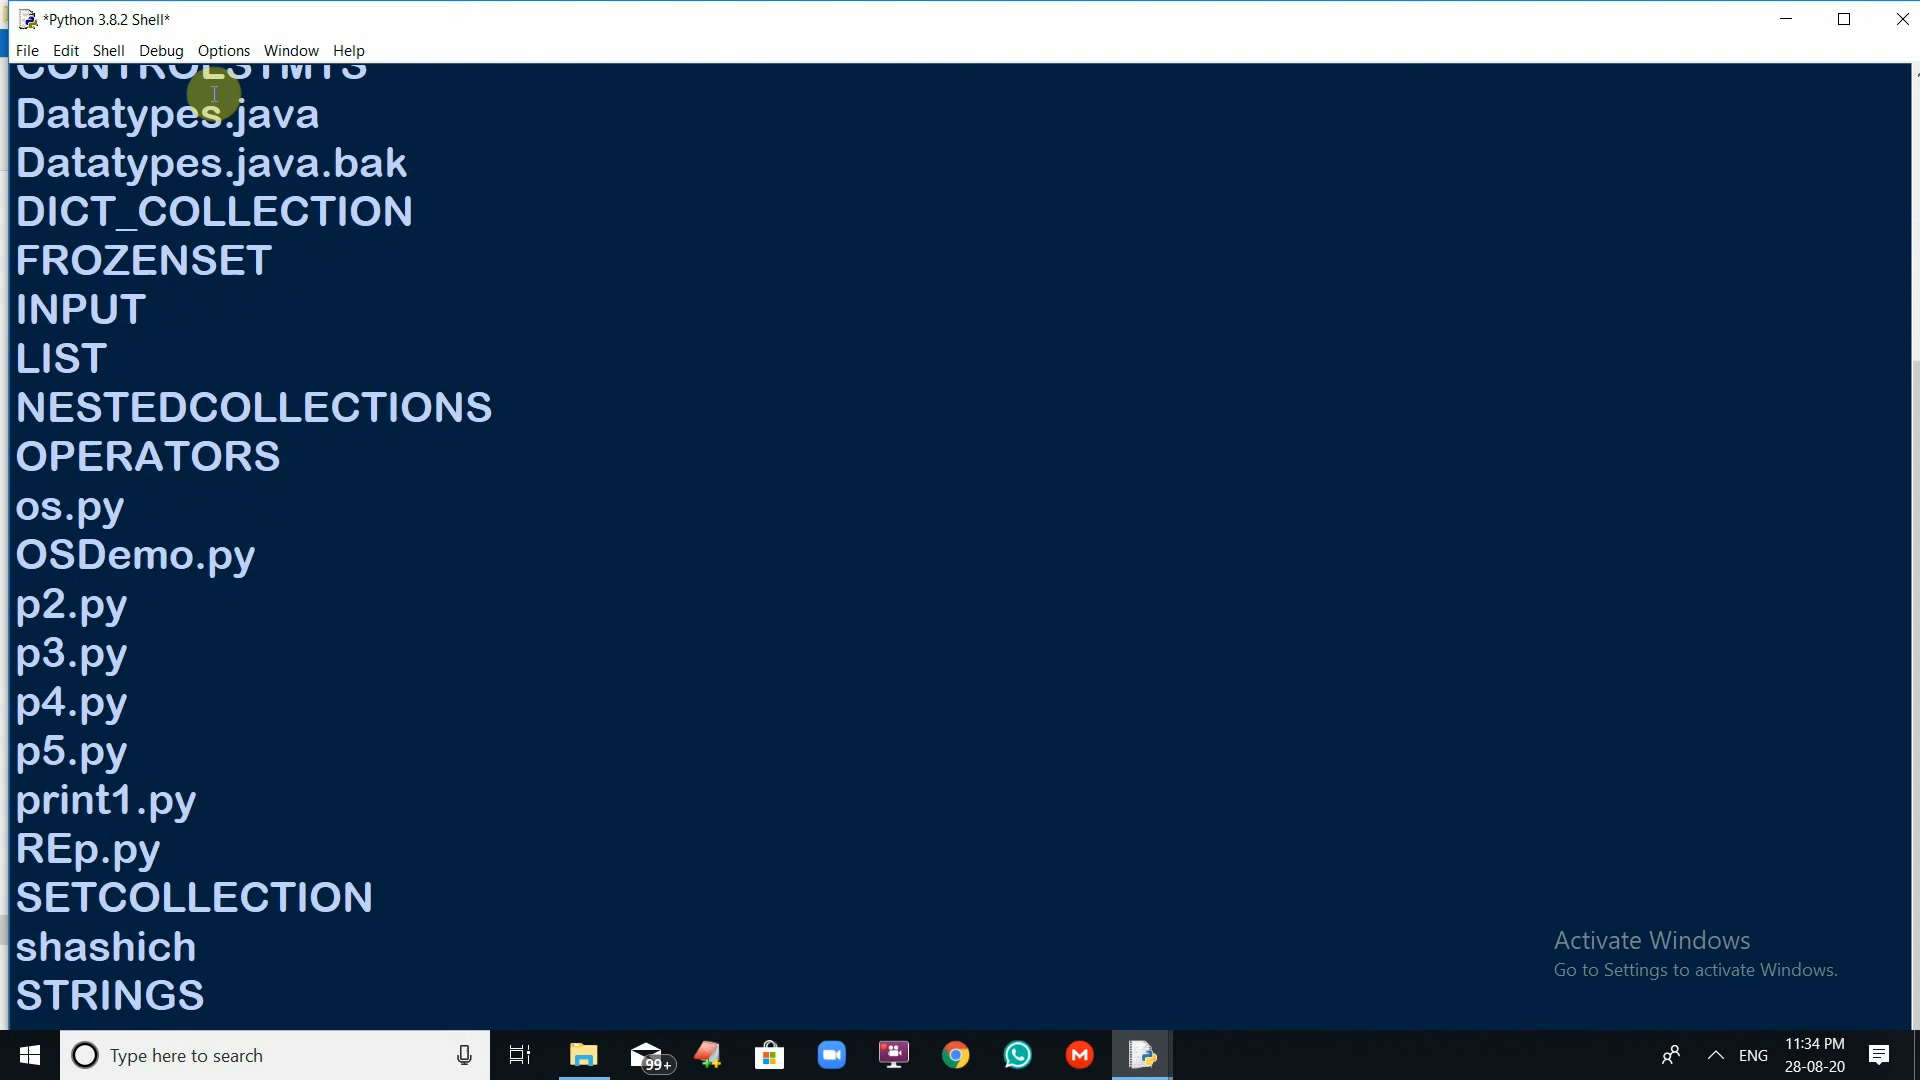 *Python 3.8.2 Shell*
File Edit Shell Debug Options Window Help
CONTROLSTMTS
Datatypes.java
Datatypes.java.bak
DICT_COLLECTION
FROZENSET
INPUT
LIST
NESTEDCOLLECTIONS
OPERATORS
os.py
OSDemo.py
p2.py
p3.py
p4.py
p5.py
print1.py
REp.py
SETCOLLECTION
shashich
STRINGS
Activate Windows
Go to Settings to activate Windows.
Type here to search
99+
ENG
11:34 PM
28-08-20